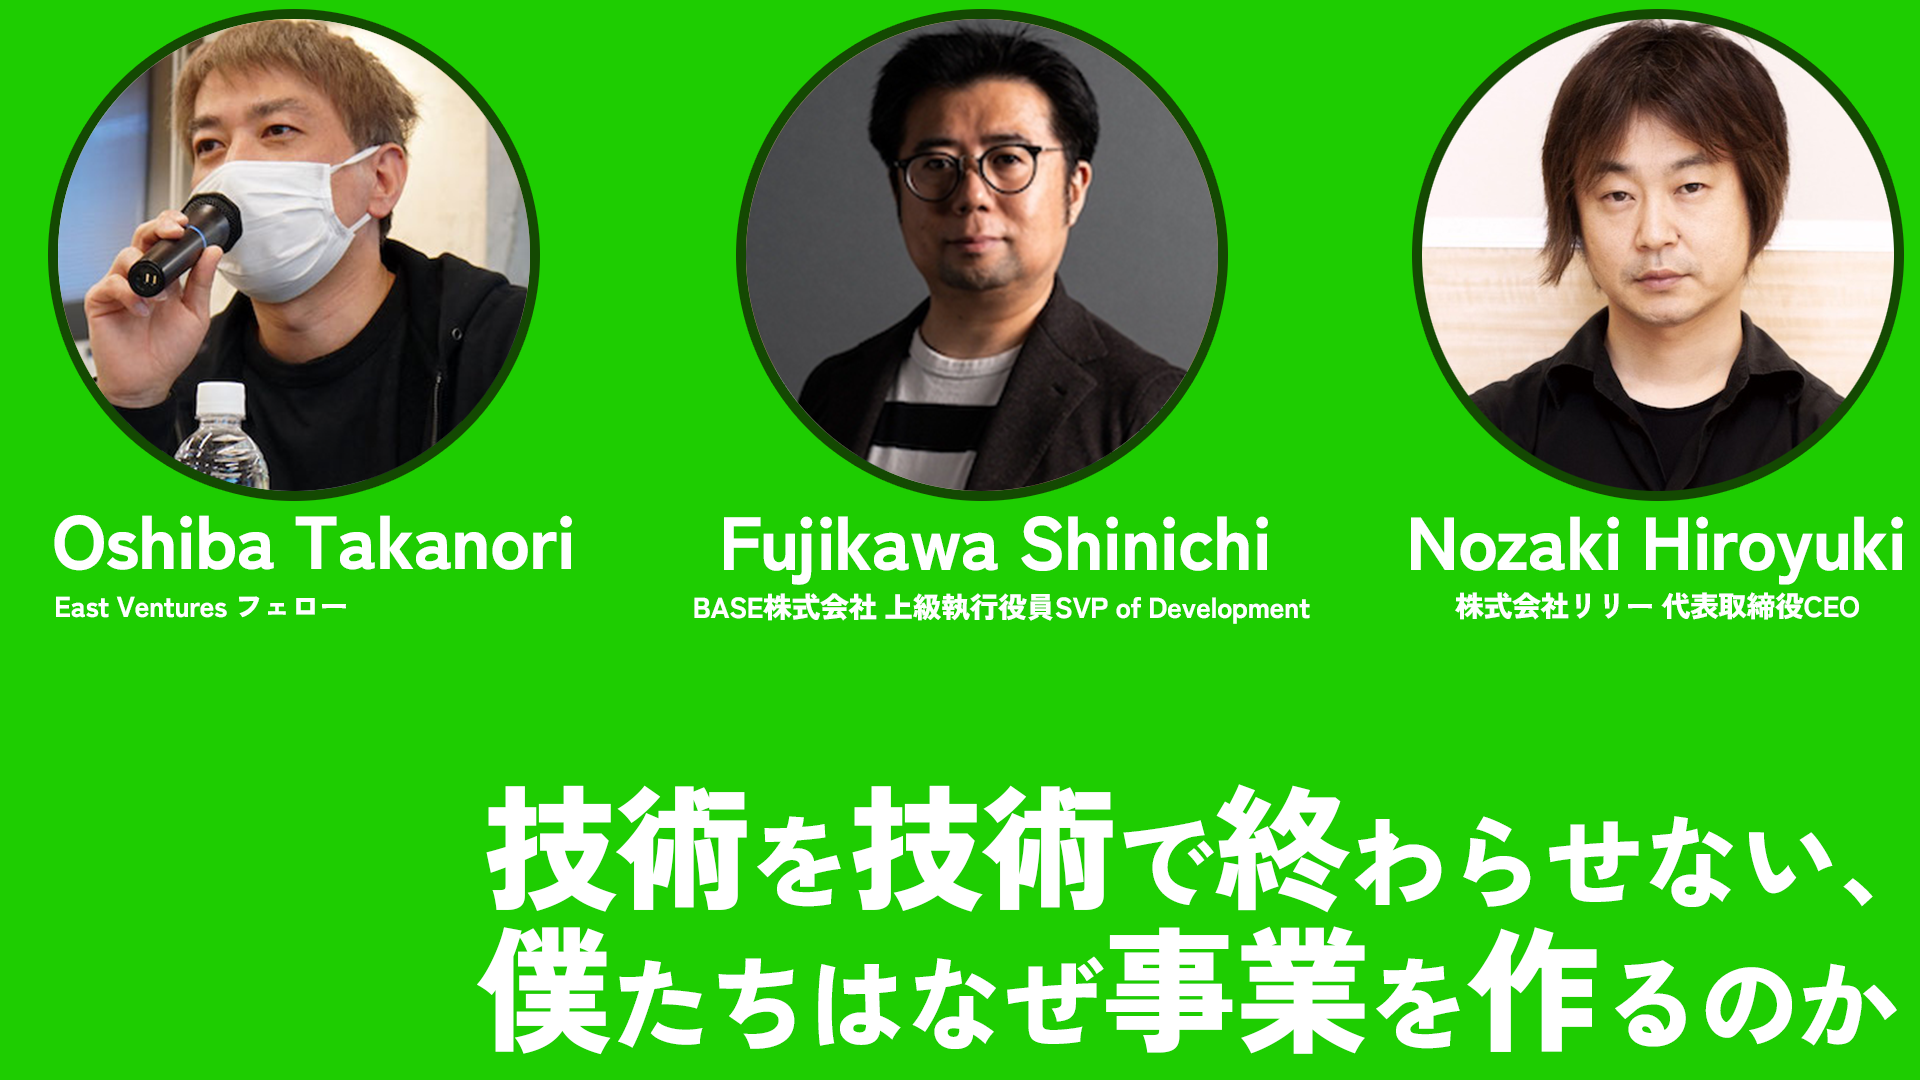 Oshiba Takanori
East Ventures フェロー
Fujikawa Shinichi
BASE株式会社 上級執行役員SVP of Development
Nozaki Hiroyuki
株式会社リリー 代表取締役CEO
技術を技術で終わらせない、
僕たちはなぜ事業を作るのか